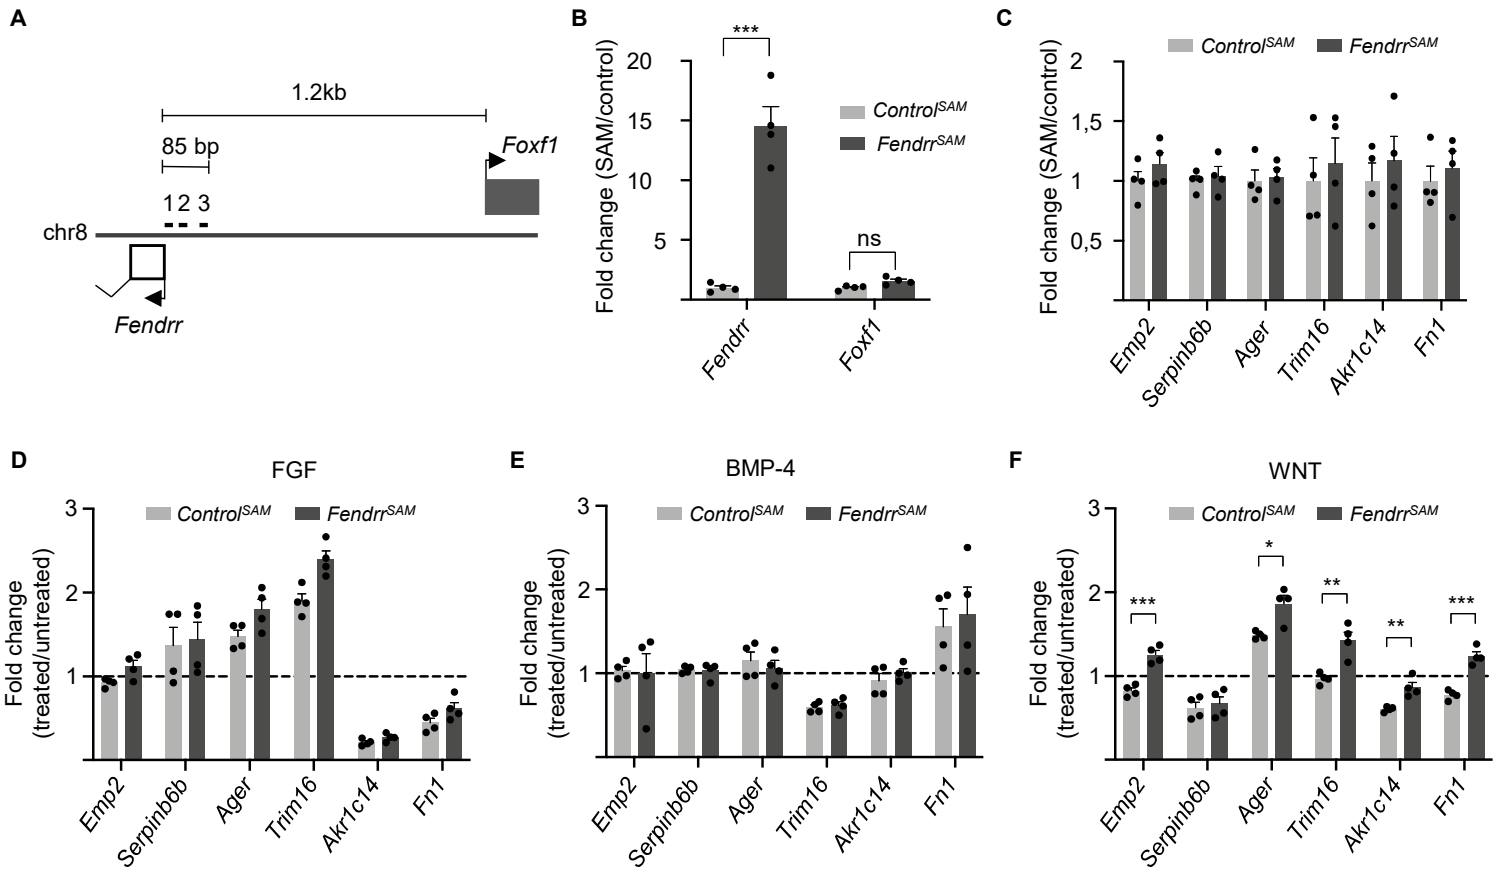 A
1.2kb
85 bp
Foxf1
1 2 3
chr8
Fendrr
B
Fold change (SAM/control)
20
15
10
5
***
ns
Control^SAM
Fendrr^SAM
Fendrr
Foxf1
C
Fold change (SAM/control)
Control^SAM
Fendrr^SAM
2
1,5
1
0,5
Emp2
Serpinb6b
Ager
Trim16
Akr1c14
Fn1
D
FGF
Control^SAM
Fendrr^SAM
Fold change
(treated/untreated)
3
2
1
Emp2
Serpinb6b
Ager
Trim16
Akr1c14
Fn1
E
BMP-4
Control^SAM
Fendrr^SAM
Fold change
(treated/untreated)
3
2
1
Emp2
Serpinb6b
Ager
Trim16
Akr1c14
Fn1
F
WNT
Control^SAM
Fendrr^SAM
Fold change
(treated/untreated)
3
2
1
***
*
**
**
***
Emp2
Serpinb6b
Ager
Trim16
Akr1c14
Fn1